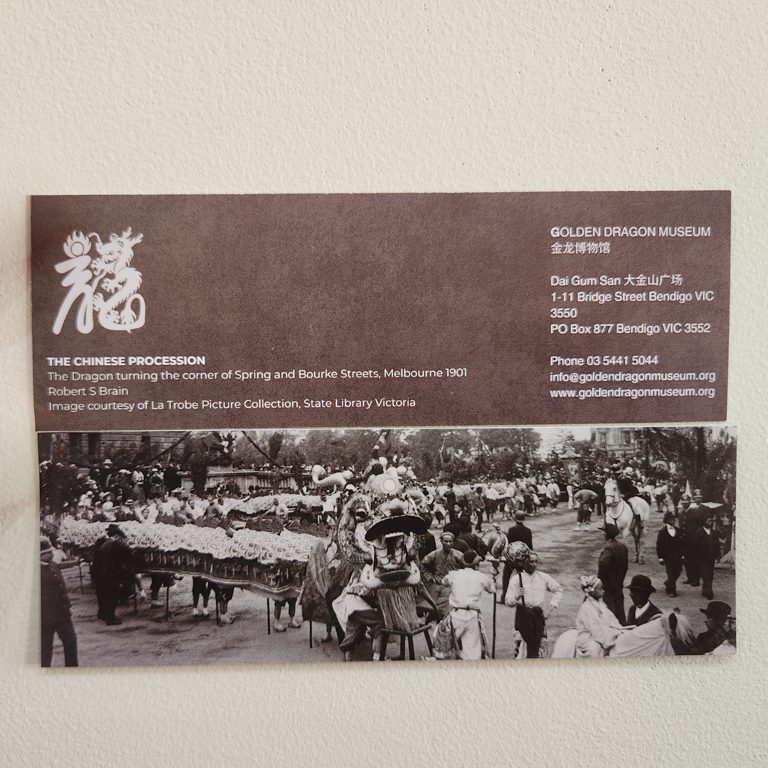 龍
THE CHINESE PROCESSION
The Dragon turning the corner of Spring and Bourke Streets, Melbourne 1901
Robert S Brain
Image courtesy of La Trobe Picture Collection, State Library Victoria
GOLDEN DRAGON MUSEUM
金龙博物馆
Dai Gum San 大金山广场
1-11 Bridge Street Bendigo VIC
3550
PO Box 877 Bendigo VIC 3552
Phone 03 5441 5044
info@goldendragonmuseum.org
www.goldendragonmuseum.org